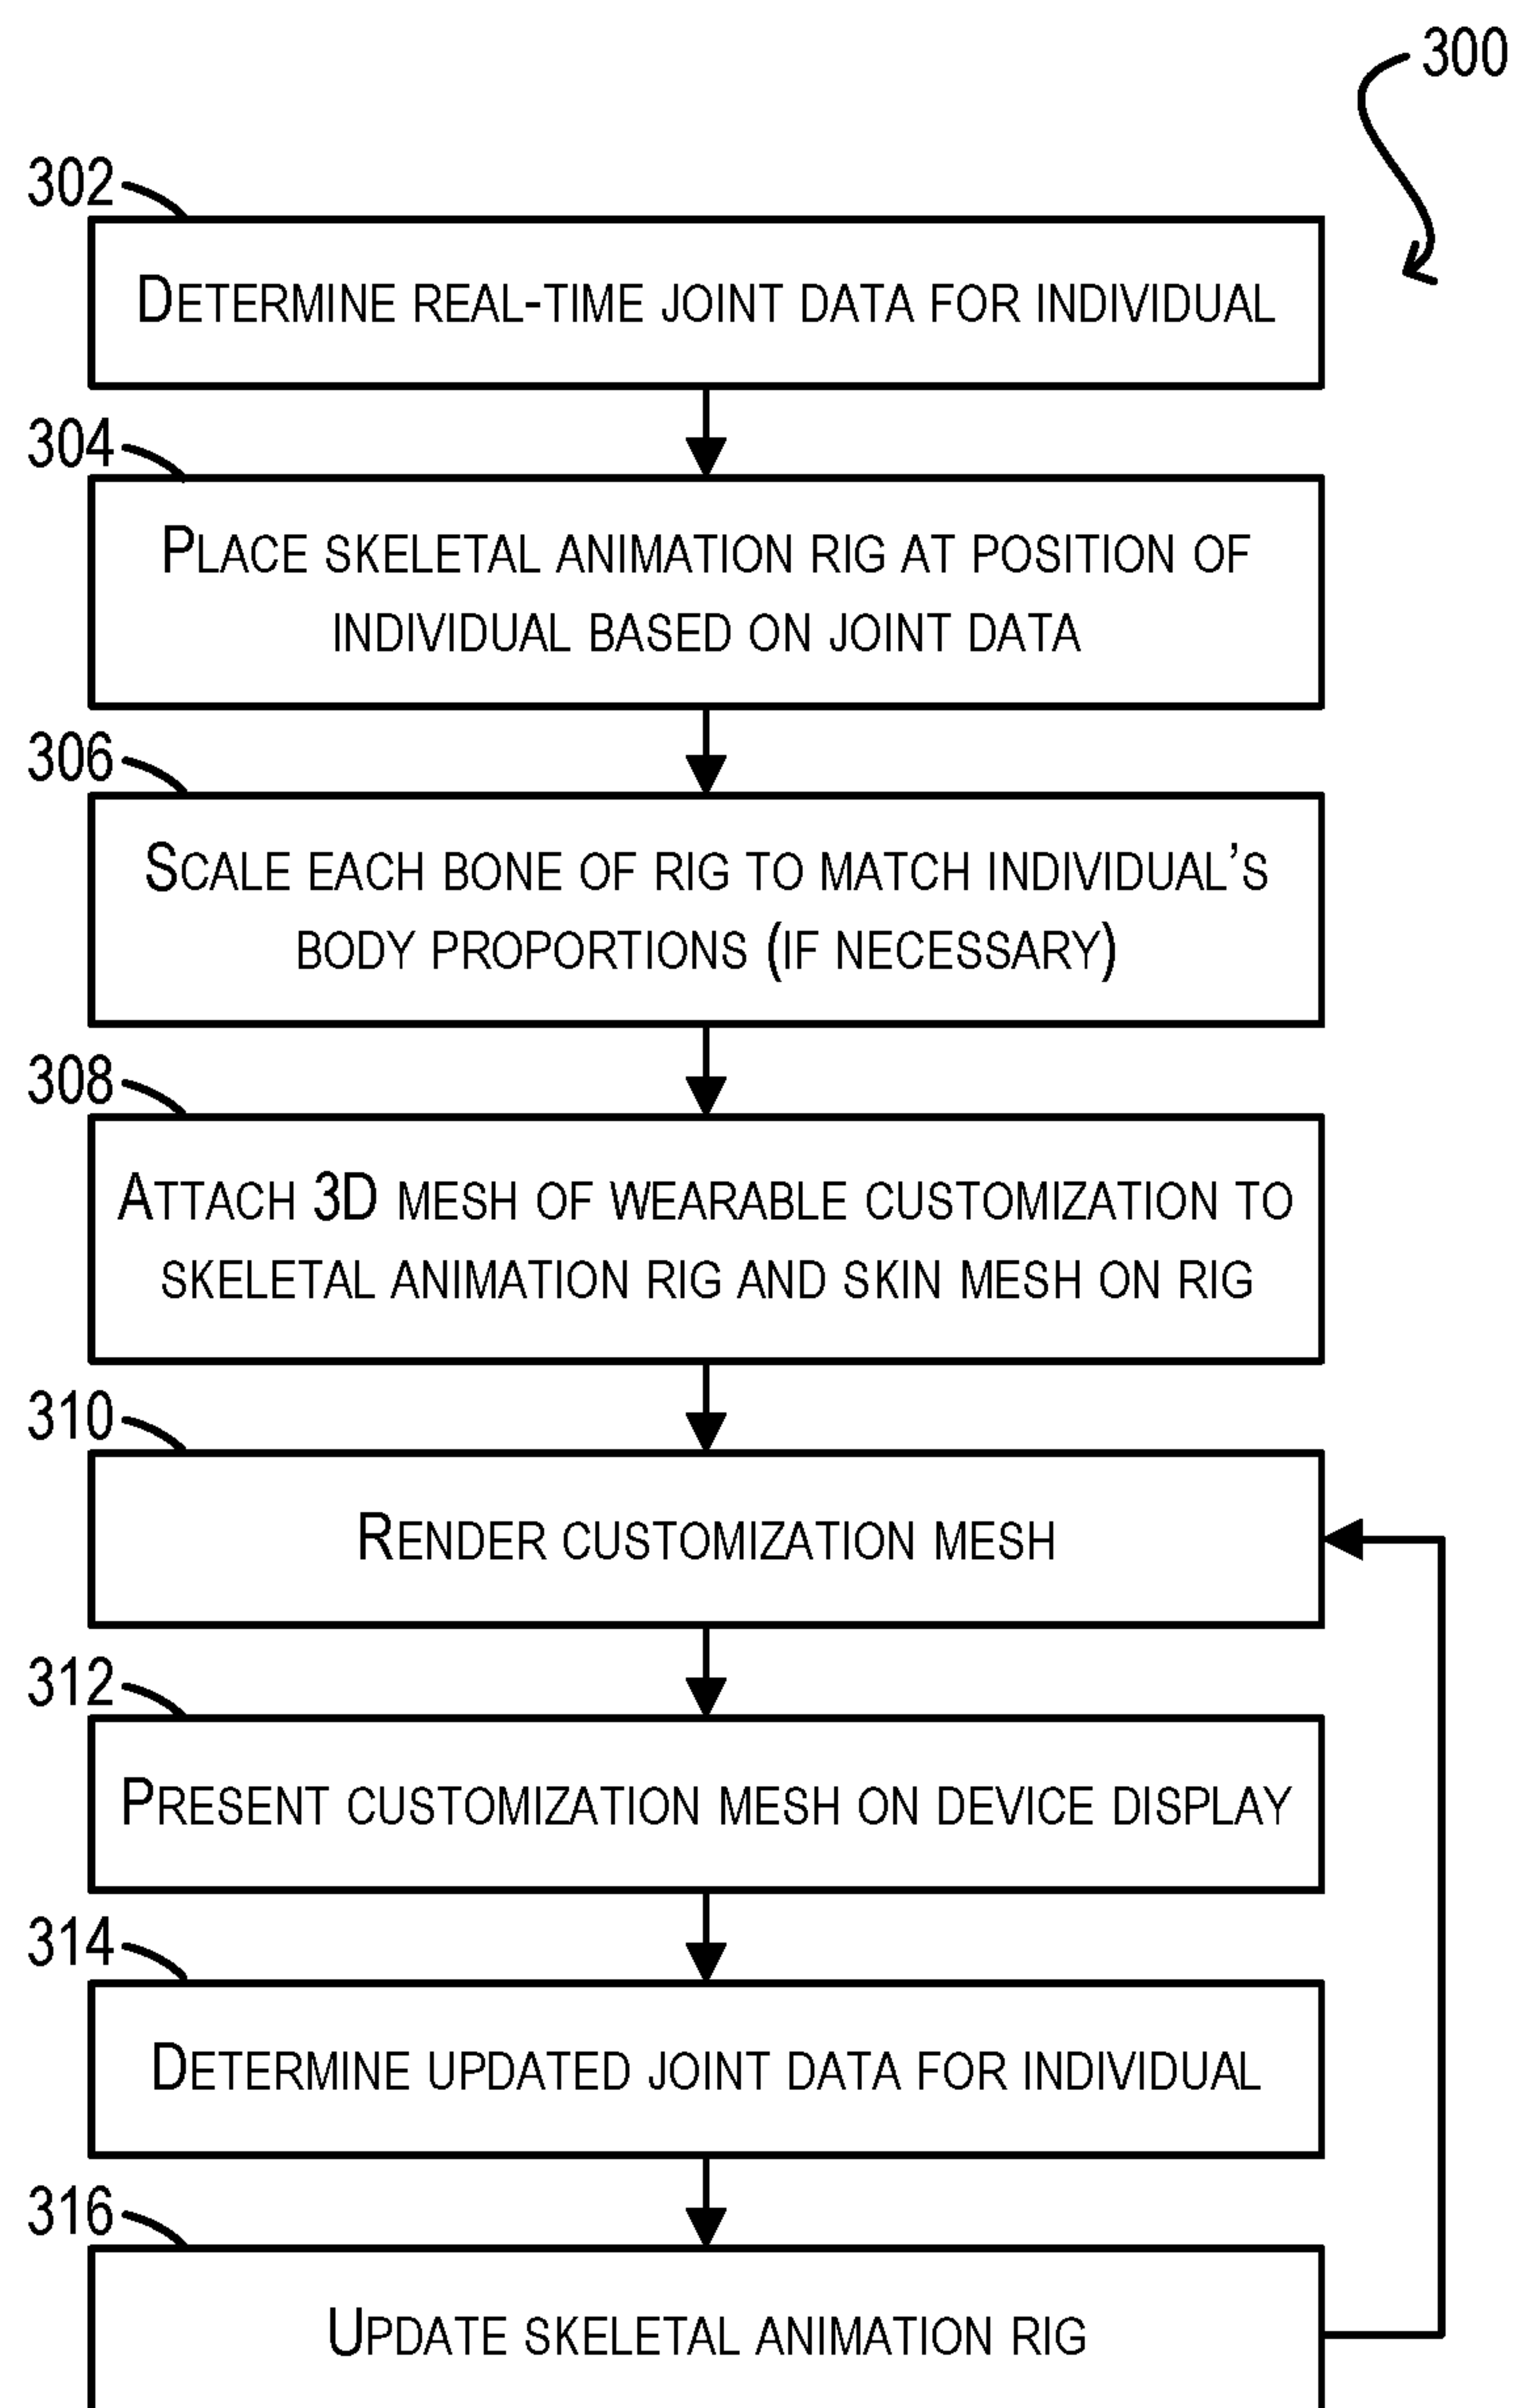 300
302
DETERMINE REAL-TIME JOINT DATA FOR INDIVIDUAL
304
PLACE SKELETAL ANIMATION RIG AT POSITION OF
INDIVIDUAL BASED ON JOINT DATA
306
SCALE EACH BONE OF RIG TO MATCH INDIVIDUAL'S
BODY PROPORTIONS (IF NECESSARY)
308
ATTACH 3D MESH OF WEARABLE CUSTOMIZATION TO
SKELETAL ANIMATION RIG AND SKIN MESH ON RIG
310
RENDER CUSTOMIZATION MESH
312
PRESENT CUSTOMIZATION MESH ON DEVICE DISPLAY
314
DETERMINE UPDATED JOINT DATA FOR INDIVIDUAL
316
UPDATE SKELETAL ANIMATION RIG